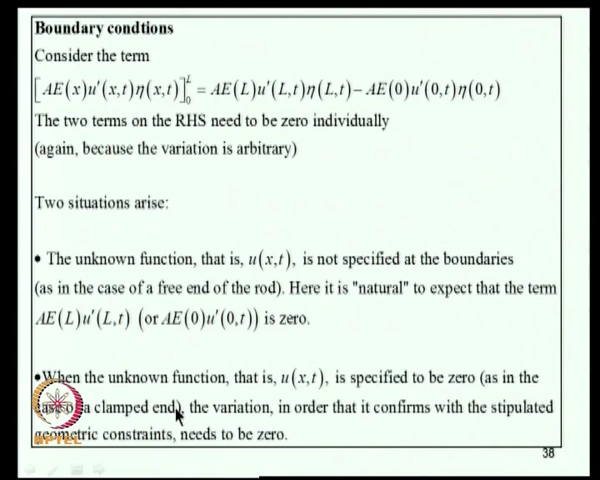 Boundary condtions
Consider the term
[AE(x)u'(x,t)η(x,t)]₀ᴸ = AE(L)u'(L,t)η(L,t) − AE(0)u'(0,t)η(0,t)
The two terms on the RHS need to be zero individually
(again, because the variation is arbitrary)
Two situations arise:
• The unknown function, that is, u(x,t), is not specified at the boundaries
(as in the case of a free end of the rod). Here it is "natural" to expect that the term
AE(L)u'(L,t) (or AE(0)u'(0,t)) is zero.
•When the unknown function, that is, u(x,t), is specified to be zero (as in the
a clamped end), the variation, in order that it confirms with the stipulated
geometric constraints, needs to be zero.
NPTEL
38